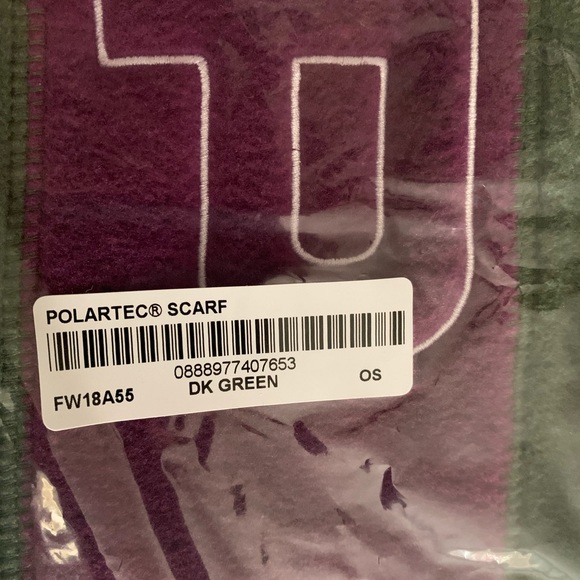 POLARTEC® SCARF
0888977407653
FW18A55 DK GREEN OS